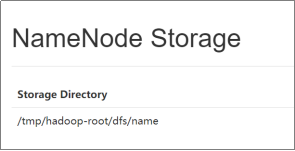 NameNode Storage
Storage Directory
/tmp/hadoop-root/dfs/name